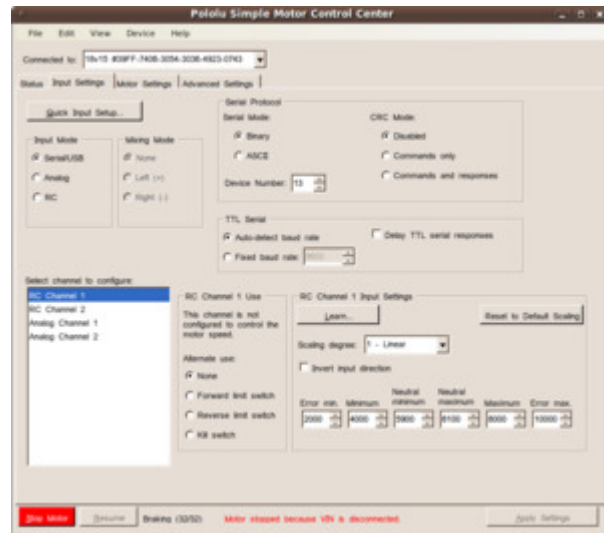 Pololu Simple Motor Control Center
File Edit View Device Help
Connected to: 18v15 #39FF-7406-3054-3036-4923-0743
Status Input Settings Motor Settings Advanced Settings
Quick Input Setup...
Input Mode
Serial/USB
Analog
RC
Mixing Mode
None
Left (+)
Right (-)
Serial Protocol
Serial Mode:
Binary
ASCII
Device Number: 13
CRC Mode:
Disabled
Commands only
Commands and responses
TTL Serial
Auto-detect baud rate
Fixed baud rate:
Delay TTL serial responses
Select channel to configure:
RC Channel 1
RC Channel 2
Analog Channel 1
Analog Channel 2
RC Channel 1 Use
This channel is not
configured to control the
motor speed.
Alternate use:
None
Forward limit switch
Reverse limit switch
Kill switch
RC Channel 1 Input Settings
Learn...
Reset to Default Scaling
Scaling degree: 1 - Linear
Invert input direction
Error min. Minimum Neutral minimum Neutral maximum Maximum Error max.
2000 4000 5900 6100 8000 10000
Stop Motor Resume Braking (32/32) Motor stopped because VIN is disconnected. Apply Settings